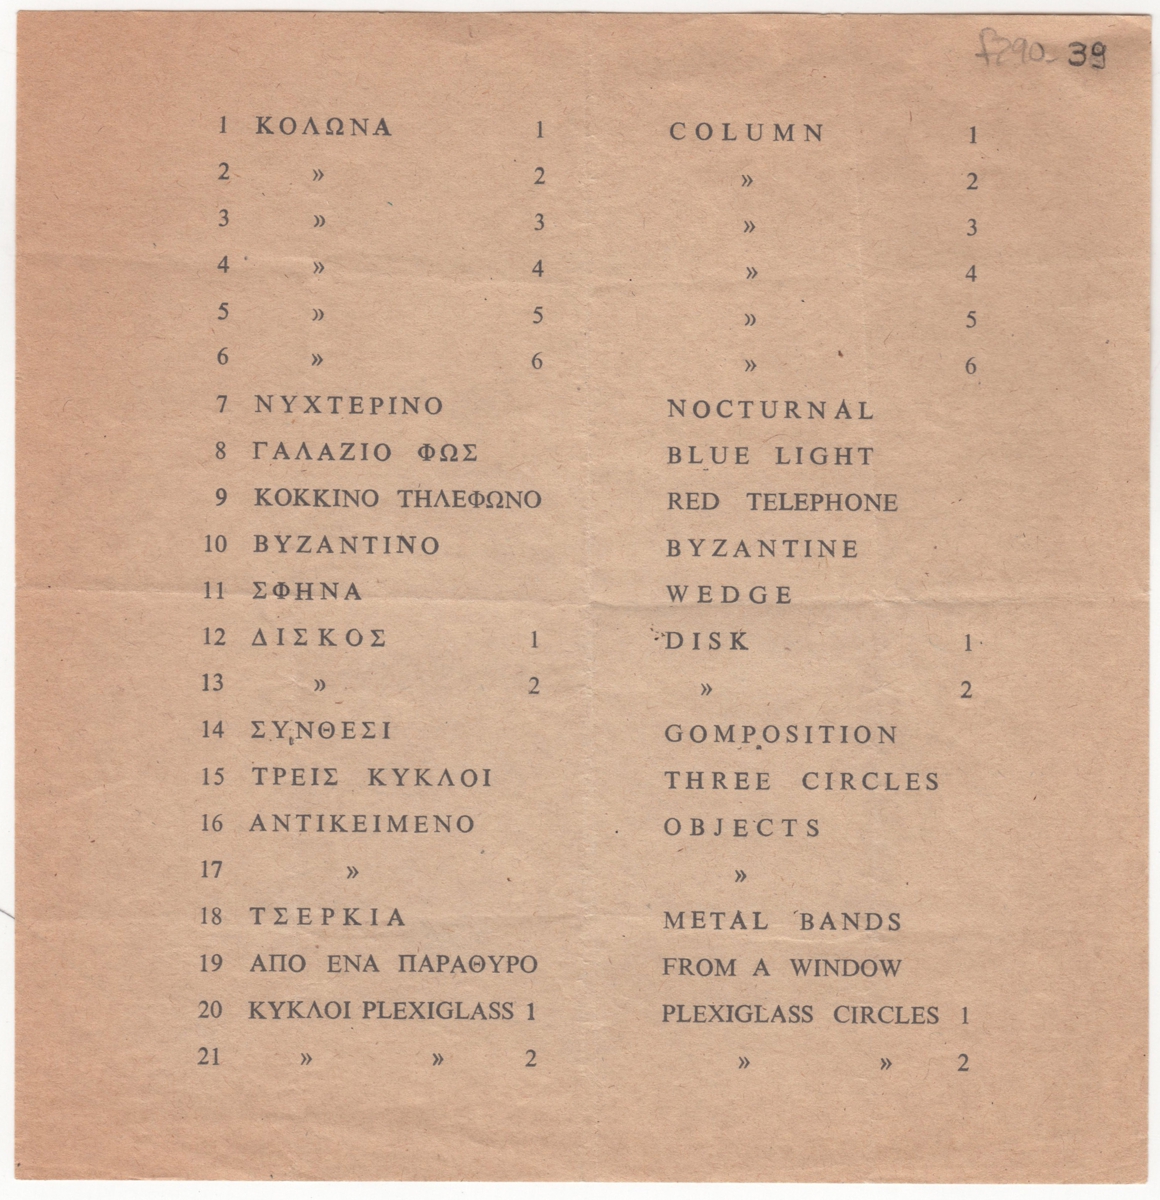 39
1 ΚΟΛΩΝΑ 1 COLUMN 1
2 » 2 » 2
3 » 3 » 3
4 » 4 » 4
5 » 5 » 5
6 » 6 » 6
7 ΝΥΧΤΕΡΙΝΟ NOCTURNAL
8 ΓΑΛΑΖΙΟ ΦΩΣ BLUE LIGHT
9 ΚΟΚΚΙΝΟ ΤΗΛΕΦΩΝΟ RED TELEPHONE
10 ΒΥΖΑΝΤΙΝΟ BYZANTINE
11 ΣΦΗΝΑ WEDGE
12 ΔΙΣΚΟΣ 1 DISK 1
13 » 2 » 2
14 ΣΥΝΘΕΣΙ GOMPOSITION
15 ΤΡΕΙΣ ΚΥΚΛΟΙ THREE CIRCLES
16 ΑΝΤΙΚΕΙΜΕΝΟ OBJECTS
17 » »
18 ΤΣΕΡΚΙΑ METAL BANDS
19 ΑΠΟ ΕΝΑ ΠΑΡΑΘΥΡΟ FROM A WINDOW
20 ΚΥΚΛΟΙ PLEXIGLASS 1 PLEXIGLASS CIRCLES 1
21 » » 2 » » 2